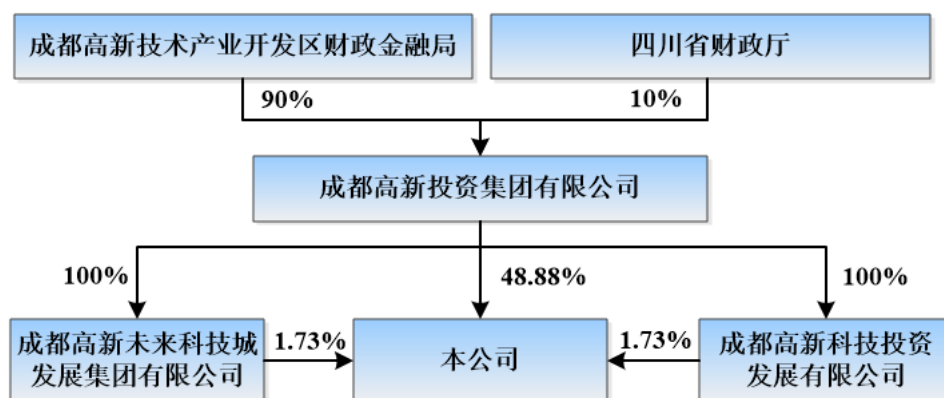 成都高新技术产业开发区财政金融局
四川省财政厅
90%
10%
成都高新投资集团有限公司
100%
48.88%
100%
成都高新未来科技城
发展集团有限公司
1.73%
本公司
1.73%
成都高新科技投资
发展有限公司